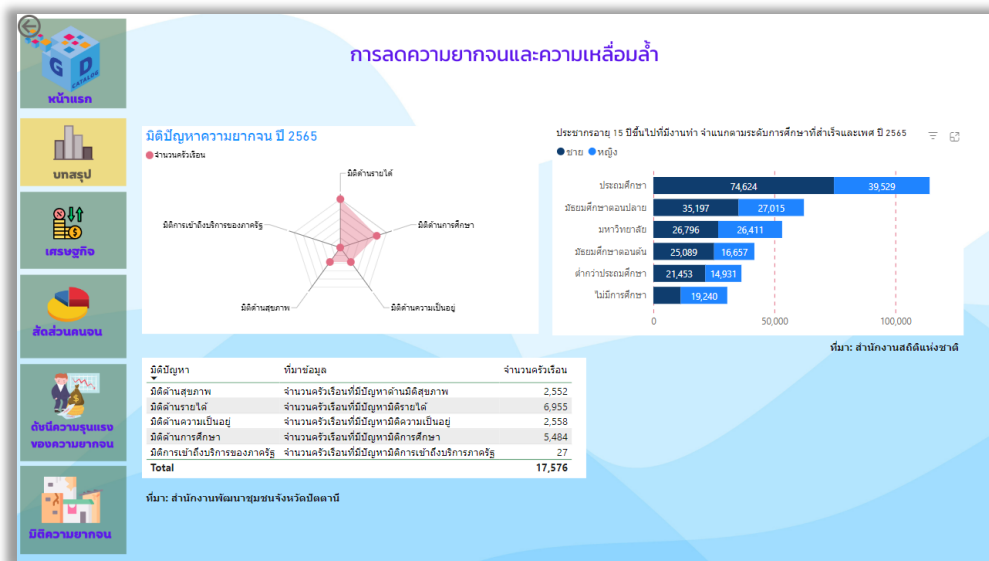 GD
CATALOG
หน้าแรก
บทสรุป
เศรษฐกิจ
สัดส่วนคนจน
ดัชนีความรุนแรง
ของความยากจน
มิติความยากจน
การลดความยากจนและความเหลื่อมล้ำ
มิติปัญหาความยากจน ปี 2565
จำนวนครัวเรือน
มิติด้านรายได้
มิติการเข้าถึงบริการของภาครัฐ
มิติด้านการศึกษา
มิติด้านสุขภาพ
มิติด้านความเป็นอยู่
ประชากรอายุ 15 ปีขึ้นไปที่มีงานทำ จำแนกตามระดับการศึกษาที่สำเร็จและเพศ ปี 2565
ชาย หญิง
ประถมศึกษา 74,624 39,529
มัธยมศึกษาตอนปลาย 35,197 27,015
มหาวิทยาลัย 26,796 26,411
มัธยมศึกษาตอนต้น 25,089 16,657
ต่ำกว่าประถมศึกษา 21,453 14,931
ไม่มีการศึกษา 19,240
0 50,000 100,000
ที่มา: สำนักงานสถิติแห่งชาติ
มิติปัญหา ที่มาข้อมูล จำนวนครัวเรือน
มิติด้านสุขภาพ จำนวนครัวเรือนที่มีปัญหาด้านมิติสุขภาพ 2,552
มิติด้านรายได้ จำนวนครัวเรือนที่มีปัญหามิติรายได้ 6,955
มิติด้านความเป็นอยู่ จำนวนครัวเรือนที่มีปัญหามิติความเป็นอยู่ 2,558
มิติด้านการศึกษา จำนวนครัวเรือนที่มีปัญหามิติการศึกษา 5,484
มิติการเข้าถึงบริการของภาครัฐ จำนวนครัวเรือนที่มีปัญหามิติการเข้าถึงบริการภาครัฐ 27
Total 17,576
ที่มา: สำนักงานพัฒนาชุมชนจังหวัดปัตตานี